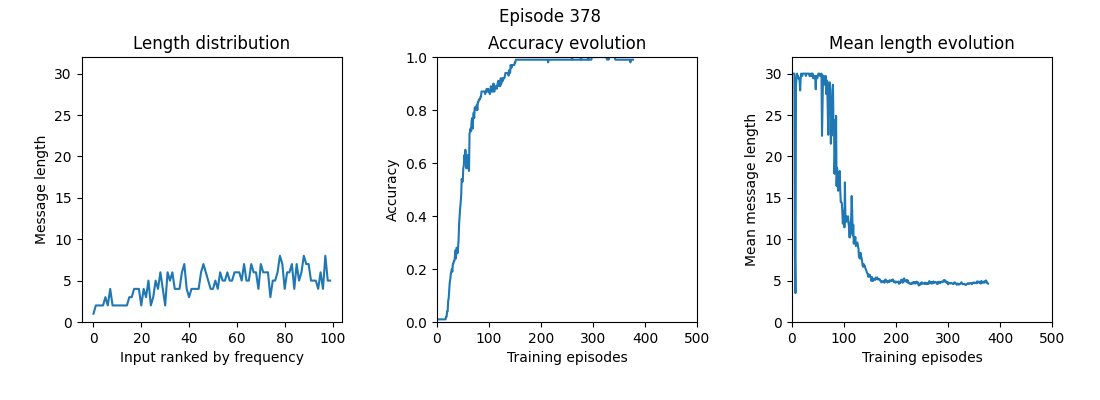 Episode 378
Length distribution
Message length
30
25
20
15
10
5
0
0 20 40 60 80 100
Input ranked by frequency
Accuracy evolution
Accuracy
1.0
0.8
0.6
0.4
0.2
0.0
0 100 200 300 400 500
Training episodes
Mean length evolution
Mean message length
30
25
20
15
10
5
0
0 100 200 300 400 500
Training episodes